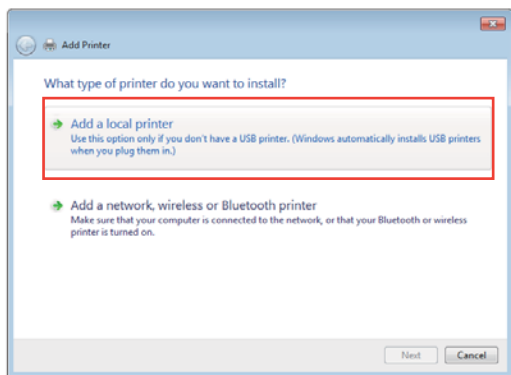 Add Printer
What type of printer do you want to install?
Add a local printer
Use this option only if you don't have a USB printer. (Windows automatically installs USB printers
when you plug them in.)
Add a network, wireless or Bluetooth printer
Make sure that your computer is connected to the network, or that your Bluetooth or wireless
printer is turned on.
Next Cancel